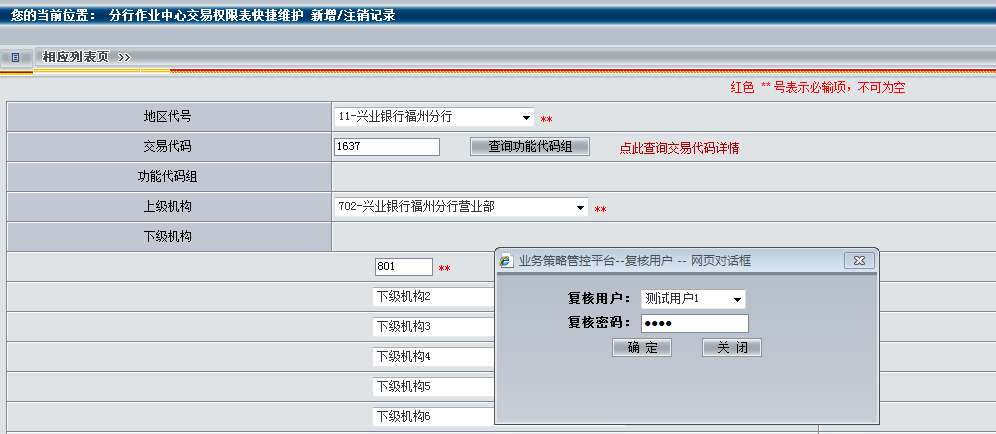 您的当前位置： 分行作业中心交易权限表快捷维护 新增/注销记录
相应列表页 >>
红色 ** 号表示必输项，不可为空
地区代号 11-兴业银行福州分行 **
交易代码 1637 查询功能代码组 点此查询交易代码详情
功能代码组
上级机构 702-兴业银行福州分行营业部 **
下级机构
801 **
下级机构2
下级机构3
下级机构4
下级机构5
下级机构6
业务策略管控平台--复核用户 -- 网页对话框
复核用户： 测试用户1
复核密码： ●●●●
确 定 关 闭